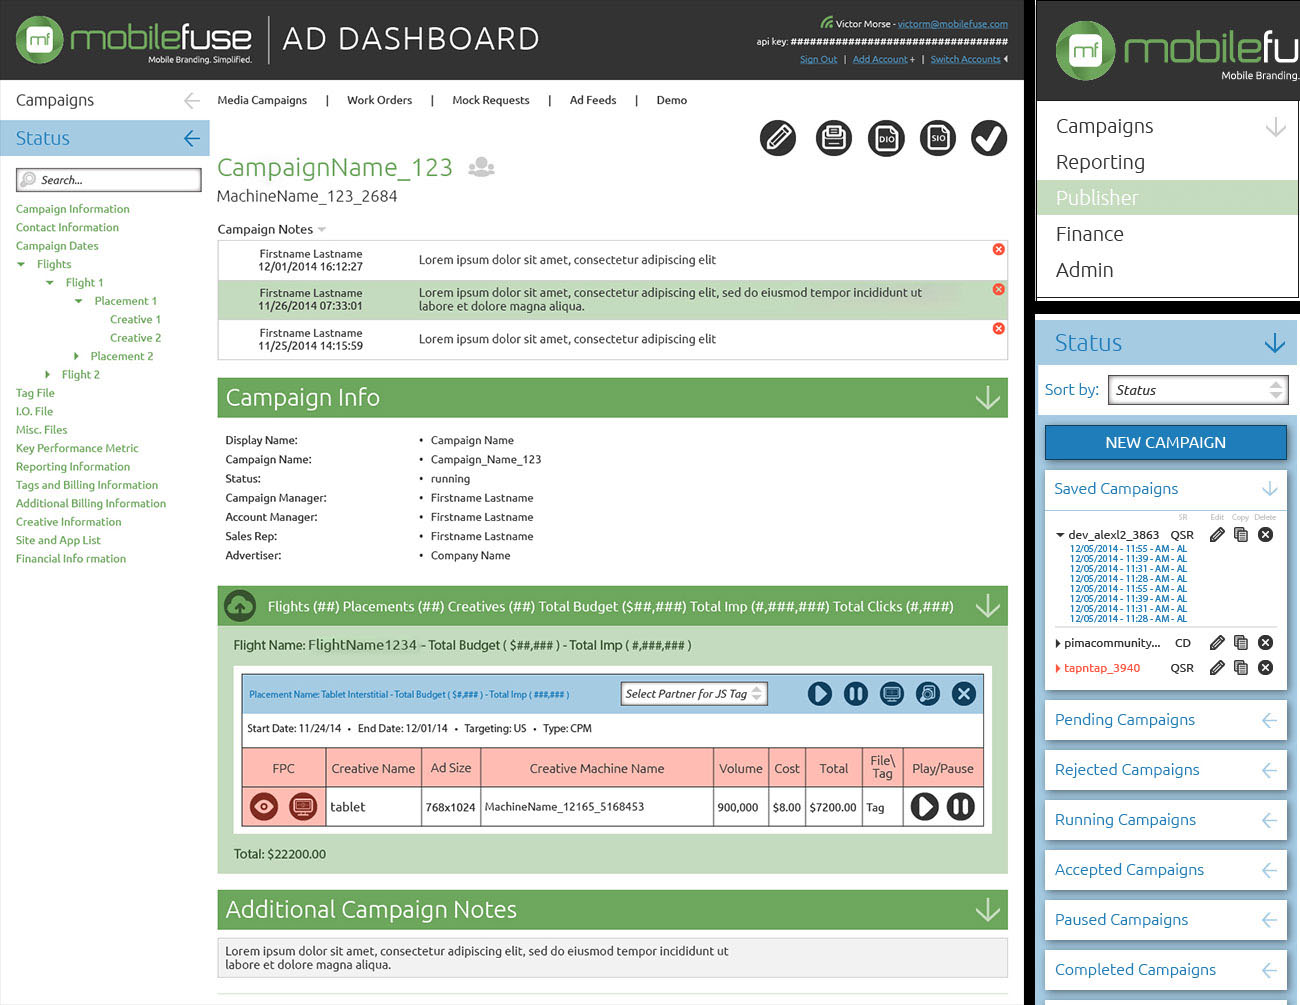 mf mobilefuse
Mobile Branding. Simplified.
AD DASHBOARD
Victor Morse - victorm@mobilefuse.com
api key: ##################################
Sign Out | Add Account + | Switch Accounts
Campaigns
Status
Search...
Campaign Information
Contact Information
Campaign Dates
Flights
Flight 1
Placement 1
Creative 1
Creative 2
Placement 2
Flight 2
Tag File
I.O. File
Misc. Files
Key Performance Metric
Reporting Information
Tags and Billing Information
Additional Billing Information
Creative Information
Site and App List
Financial Info rmation
Media Campaigns | Work Orders | Mock Requests | Ad Feeds | Demo
DIO
SIO
CampaignName_123
MachineName_123_2684
Campaign Notes
Firstname Lastname
12/01/2014 16:12:27
Lorem ipsum dolor sit amet, consectetur adipiscing elit
Firstname Lastname
11/26/2014 07:33:01
Lorem ipsum dolor sit amet, consectetur adipiscing elit, sed do eiusmod tempor incididunt ut
labore et dolore magna aliqua.
Firstname Lastname
11/25/2014 14:15:59
Lorem ipsum dolor sit amet, consectetur adipiscing elit
Campaign Info
Display Name: • Campaign Name
Campaign Name: • Campaign_Name_123
Status: • running
Campaign Manager: • Firstname Lastname
Account Manager: • Firstname Lastname
Sales Rep: • Firstname Lastname
Advertiser: • Company Name
Flights (##) Placements (##) Creatives (##) Total Budget ($##,###) Total Imp (#,###,###) Total Clicks (#,###)
Flight Name: FlightName1234 - Total Budget ( $##,### ) - Total Imp ( #,###,### )
Placement Name: Tablet Interstitial - Total Budget ( $#,### ) - Total Imp ( ###,### )
Select Partner for JS Tag
Start Date: 11/24/14 • End Date: 12/01/14 • Targeting: US • Type: CPM
FPC Creative Name Ad Size Creative Machine Name Volume Cost Total File\ Tag Play/Pause
tablet 768x1024 MachineName_12165_5168453 900,000 $8.00 $7200.00 Tag
Total: $22200.00
Additional Campaign Notes
Lorem ipsum dolor sit amet, consectetur adipiscing elit, sed do eiusmod tempor incididunt ut
labore et dolore magna aliqua.
mf mobilefu
Mobile Branding.
Campaigns
Reporting
Publisher
Finance
Admin
Status
Sort by: Status
NEW CAMPAIGN
Saved Campaigns
SR Edit Copy Delete
dev_alexl2_3863 QSR
12/05/2014 - 11:55 - AM - AL
12/05/2014 - 11:39 - AM - AL
12/05/2014 - 11:31 - AM - AL
12/05/2014 - 11:28 - AM - AL
12/05/2014 - 11:55 - AM - AL
12/05/2014 - 11:39 - AM - AL
12/05/2014 - 11:31 - AM - AL
12/05/2014 - 11:28 - AM - AL
pimacommunity... CD
tapntap_3940 QSR
Pending Campaigns
Rejected Campaigns
Running Campaigns
Accepted Campaigns
Paused Campaigns
Completed Campaigns